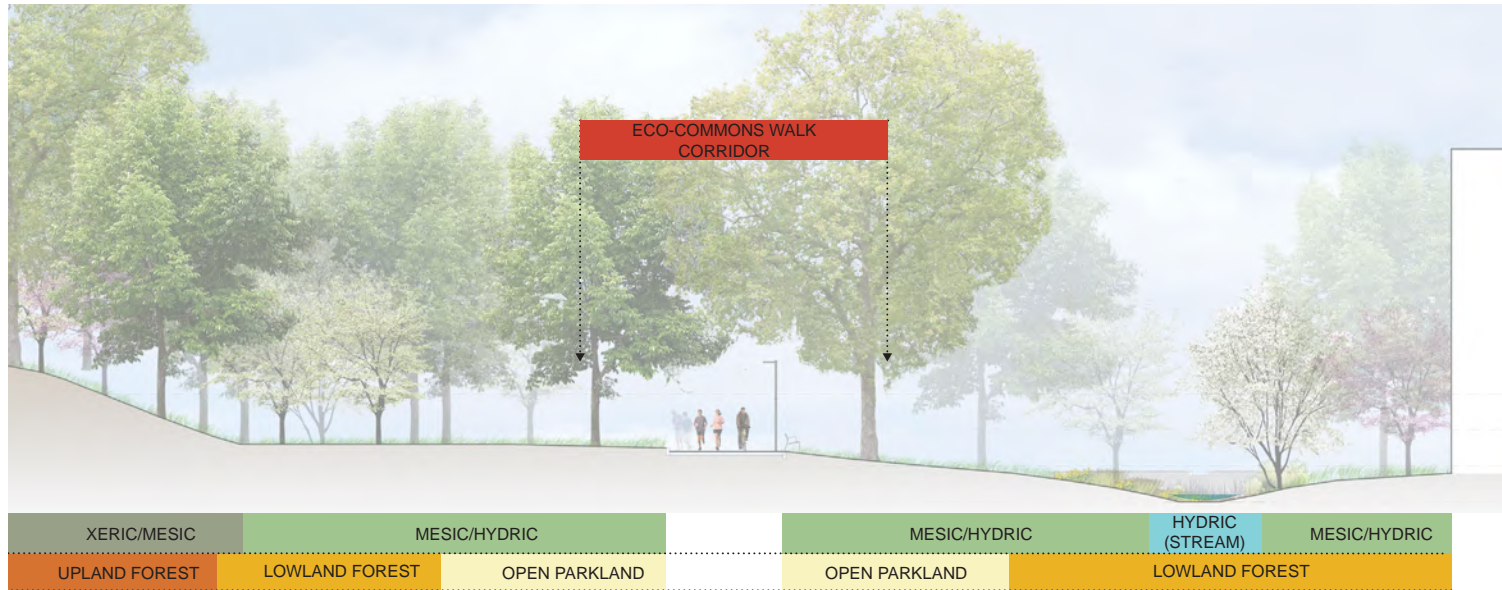 ECO-COMMONS WALK
CORRIDOR
XERIC/MESIC
MESIC/HYDRIC
MESIC/HYDRIC
HYDRIC
(STREAM)
MESIC/HYDRIC
UPLAND FOREST
LOWLAND FOREST
OPEN PARKLAND
OPEN PARKLAND
LOWLAND FOREST